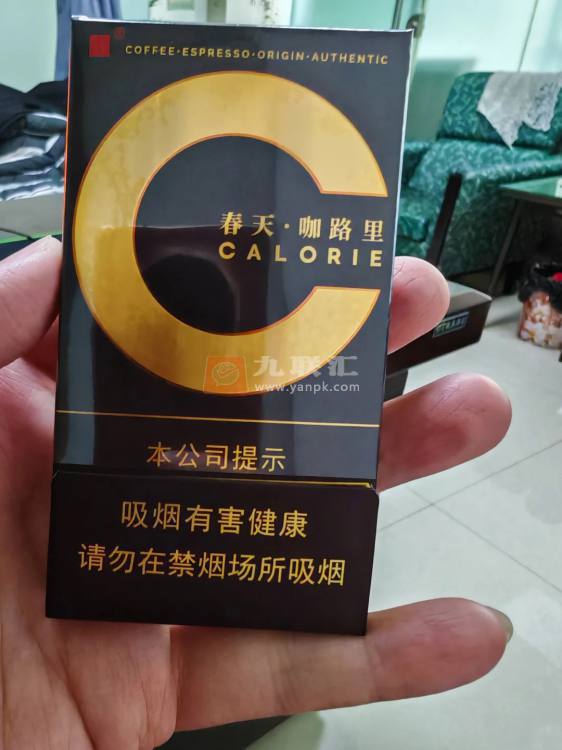 COFFEE·ESPRESSO·ORIGIN·AUTHENTIC
春天·咖路里
CALORIE
九联汇
www.yanpk.com
本公司提示
吸烟有害健康
请勿在禁烟场所吸烟